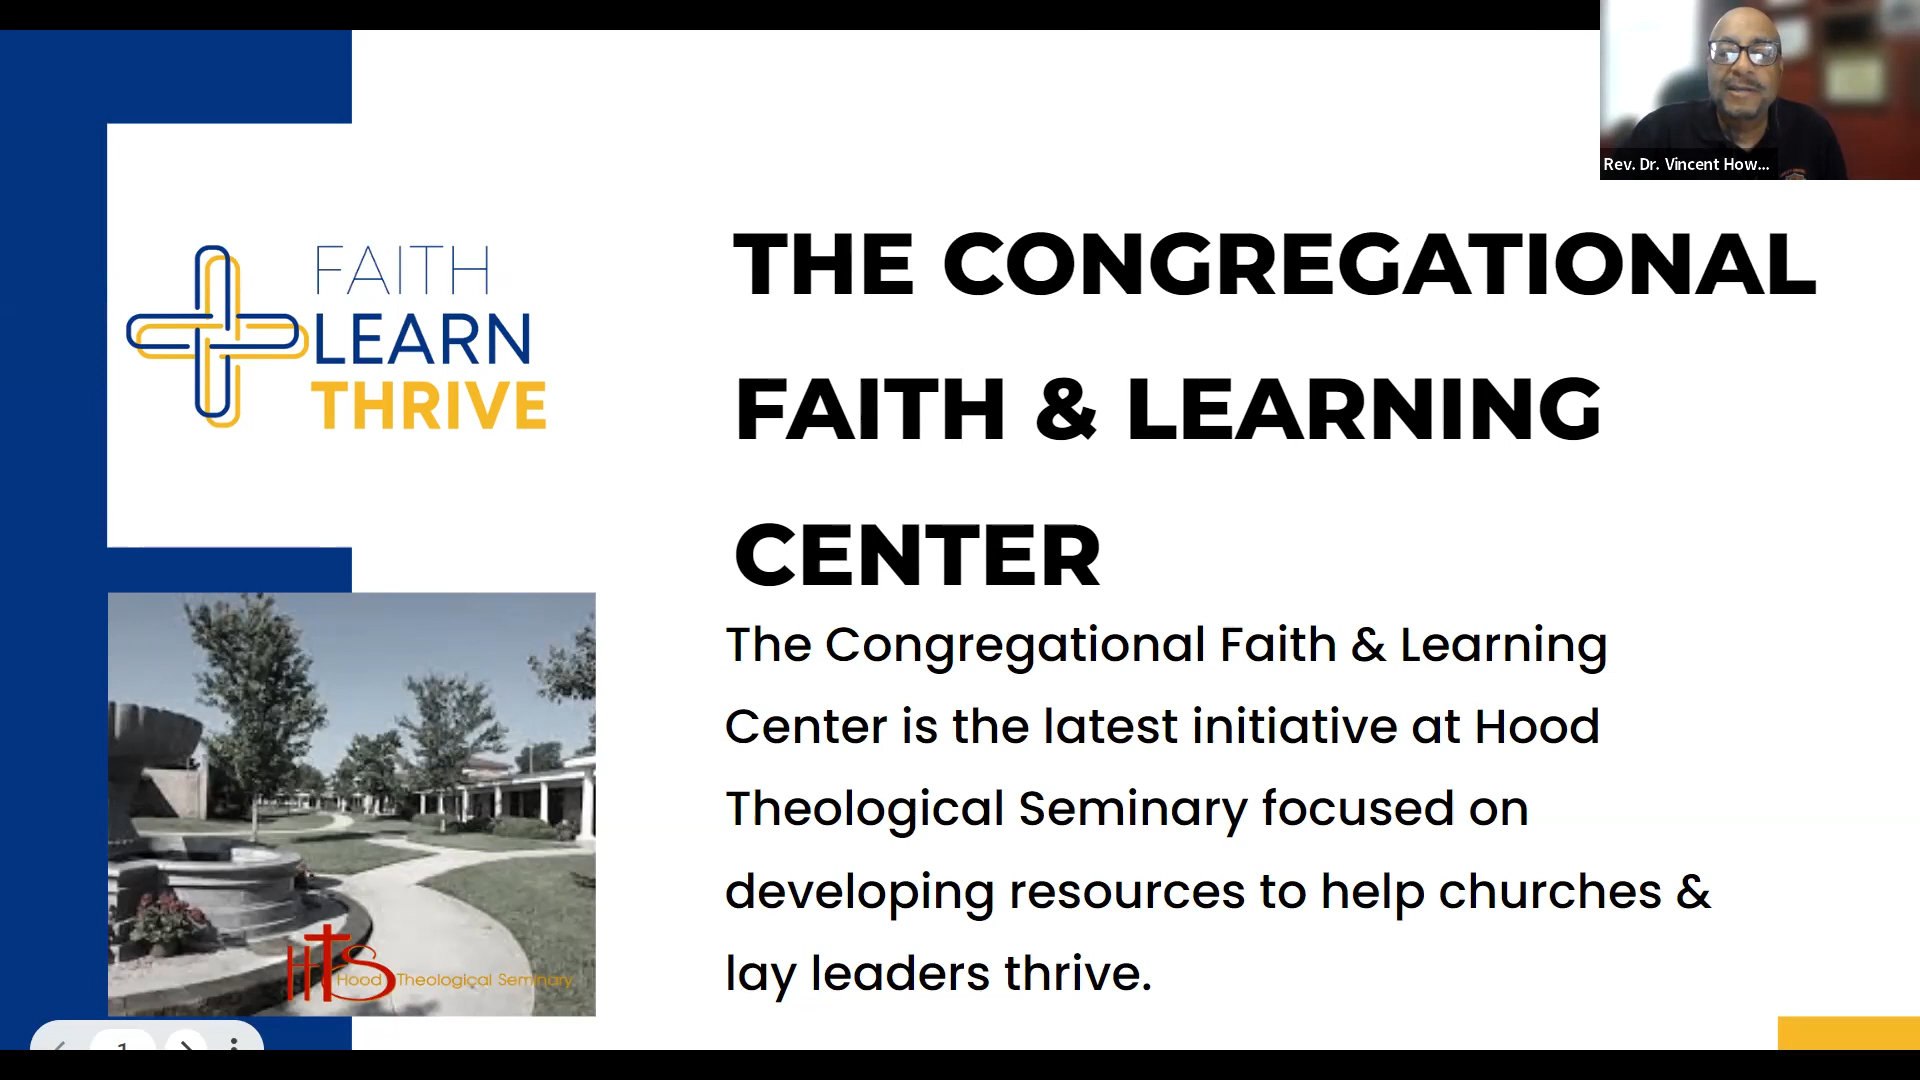 Rev. Dr. Vincent How...
FAITH
LEARN
THRIVE
THE CONGREGATIONAL
FAITH & LEARNING
CENTER
The Congregational Faith & Learning
Center is the latest initiative at Hood
Theological Seminary focused on
developing resources to help churches &
lay leaders thrive.
HTS
Hood Theological Seminary
1